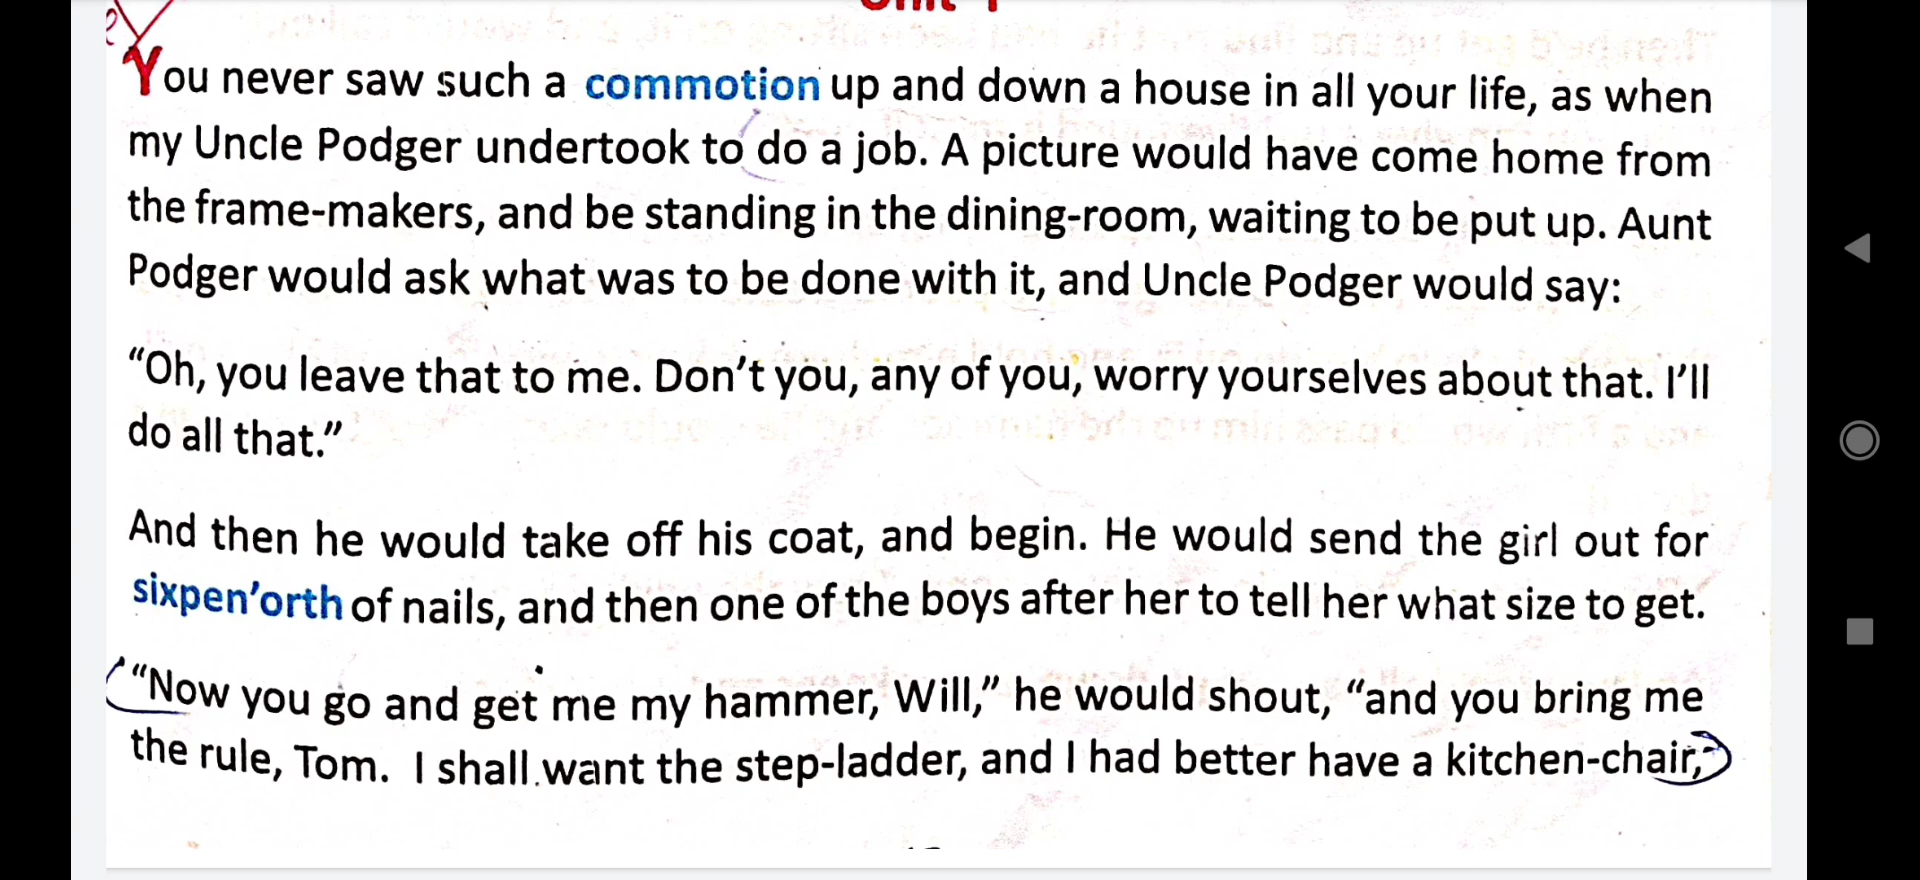 You never saw such a commotion up and down a house in all your life, as when
my Uncle Podger undertook to do a job. A picture would have come home from
the frame-makers, and be standing in the dining-room, waiting to be put up. Aunt
Podger would ask what was to be done with it, and Uncle Podger would say:
“Oh, you leave that to me. Don’t you, any of you, worry yourselves about that. I’ll
do all that.”
And then he would take off his coat, and begin. He would send the girl out for
sixpen’orth of nails, and then one of the boys after her to tell her what size to get.
“Now you go and get me my hammer, Will,” he would shout, “and you bring me
the rule, Tom. I shall want the step-ladder, and I had better have a kitchen-chair,